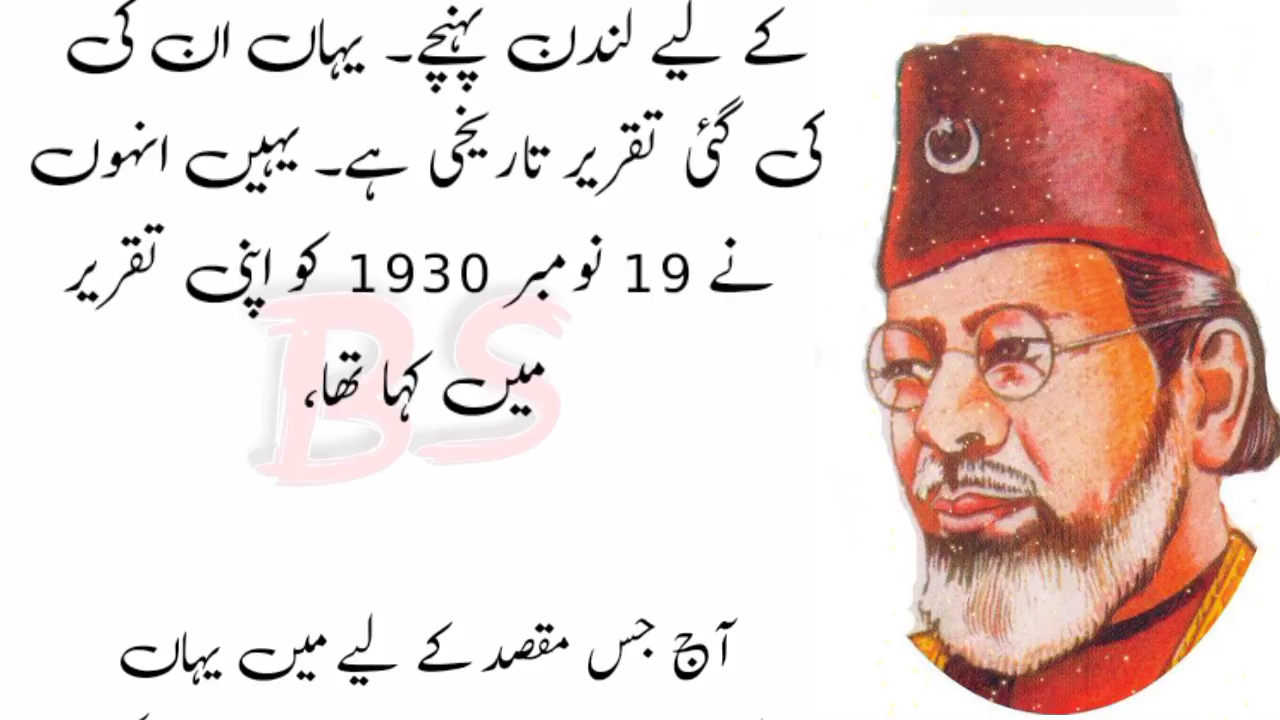 کے لیے لندن پہنچے۔ یہاں ان کی
کی گئی تقریر تاریخی ہے۔ یہیں انہوں
نے 19 نومبر 1930 کو اپنی تقریر
میں کہا تھا،
BS
آج جس مقصد کے لیے میں یہاں